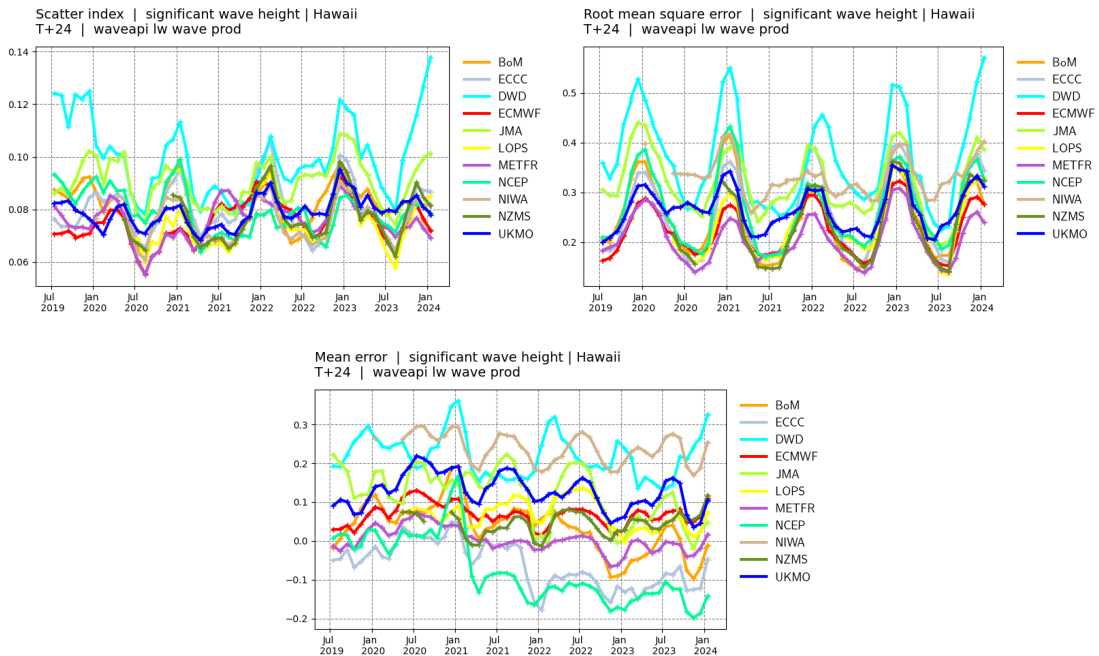 Scatter index | significant wave height | Hawaii
T+24 | waveapi lw wave prod
0.14
0.12
0.10
0.08
0.06
Jul 2019
Jan 2020
Jul 2020
Jan 2021
Jul 2021
Jan 2022
Jul 2022
Jan 2023
Jul 2023
Jan 2024
BoM
ECCC
DWD
ECMWF
JMA
LOPS
METFR
NCEP
NIWA
NZMS
UKMO
Root mean square error | significant wave height | Hawaii
T+24 | waveapi lw wave prod
0.5
0.4
0.3
0.2
Jul 2019
Jan 2020
Jul 2020
Jan 2021
Jul 2021
Jan 2022
Jul 2022
Jan 2023
Jul 2023
Jan 2024
BoM
ECCC
DWD
ECMWF
JMA
LOPS
METFR
NCEP
NIWA
NZMS
UKMO
Mean error | significant wave height | Hawaii
T+24 | waveapi lw wave prod
0.3
0.2
0.1
0.0
−0.1
−0.2
Jul 2019
Jan 2020
Jul 2020
Jan 2021
Jul 2021
Jan 2022
Jul 2022
Jan 2023
Jul 2023
Jan 2024
BoM
ECCC
DWD
ECMWF
JMA
LOPS
METFR
NCEP
NIWA
NZMS
UKMO